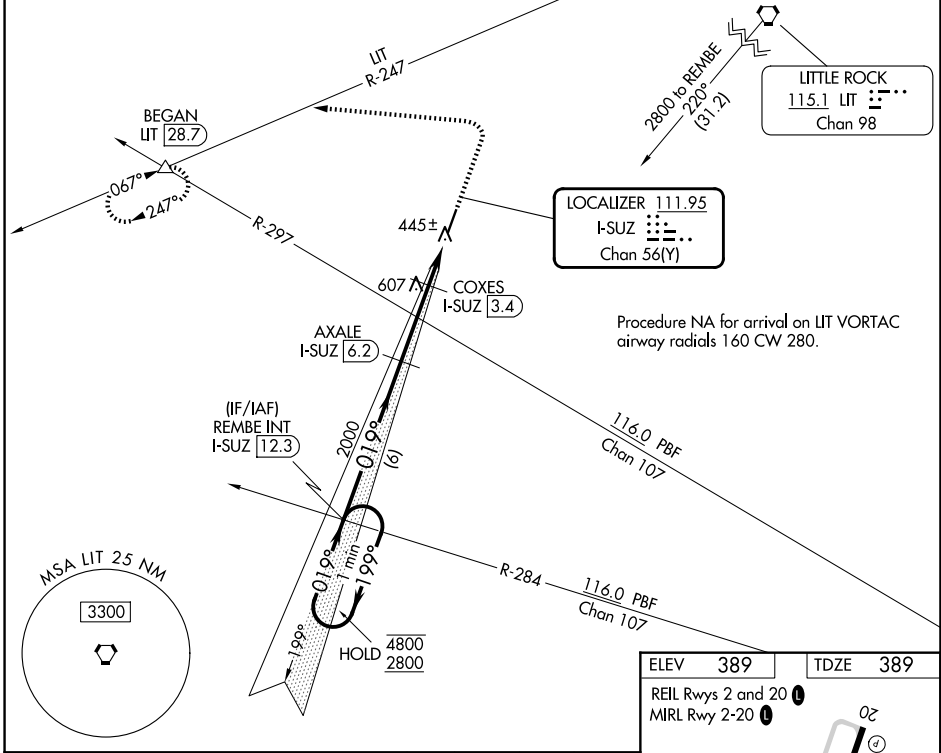 LIT
R-247
BEGAN
LIT 28.7
067°
247°
R-297
2800 to REMBE
220°
(31.2)
LITTLE ROCK
115.1 LIT
Chan 98
LOCALIZER 111.95
I-SUZ
Chan 56(Y)
445±
607
COXES
I-SUZ 3.4
Procedure NA for arrival on LIT VORTAC
airway radials 160 CW 280.
AXALE
I-SUZ 6.2
(IF/IAF)
REMBE INT
I-SUZ 12.3
2000
019°
(6)
116.0 PBF
Chan 107
019°
1 min
199°
199°
R-284
116.0 PBF
Chan 107
HOLD 4800
2800
MSA LIT 25 NM
3300
ELEV 389
TDZE 389
REIL Rwys 2 and 20 L
MIRL Rwy 2-20 L
20
P